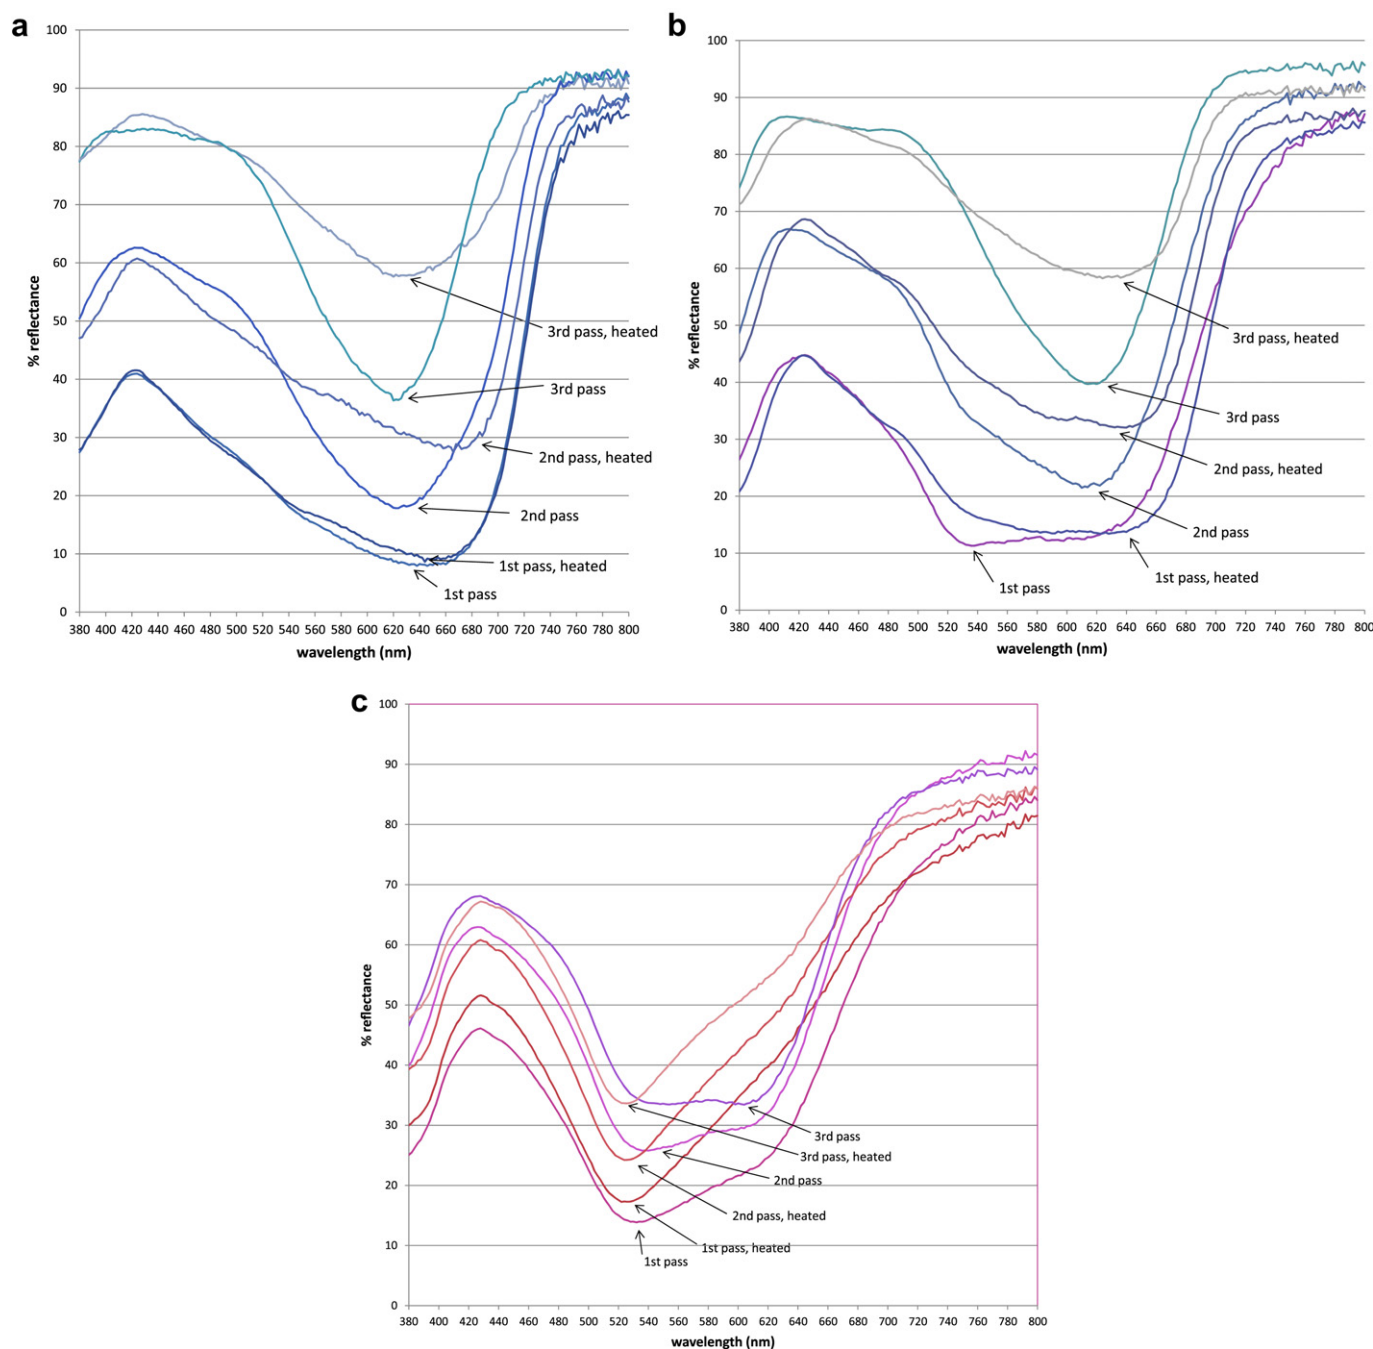 a
100
90
80
70
60
50
40
30
20
10
0
% reflectance
3rd pass, heated
3rd pass
2nd pass, heated
2nd pass
1st pass, heated
1st pass
380 400 420 440 460 480 500 520 540 560 580 600 620 640 660 680 700 720 740 760 780 800
wavelength (nm)
b
100
90
80
70
60
50
40
30
20
10
0
% reflectance
3rd pass, heated
3rd pass
2nd pass, heated
2nd pass
1st pass, heated
1st pass
380 400 420 440 460 480 500 520 540 560 580 600 620 640 660 680 700 720 740 760 780 800
wavelength (nm)
c
100
90
80
70
60
50
40
30
20
10
0
% reflectance
3rd pass
3rd pass, heated
2nd pass
2nd pass, heated
1st pass, heated
1st pass
380 400 420 440 460 480 500 520 540 560 580 600 620 640 660 680 700 720 740 760 780 800
wavelength (nm)